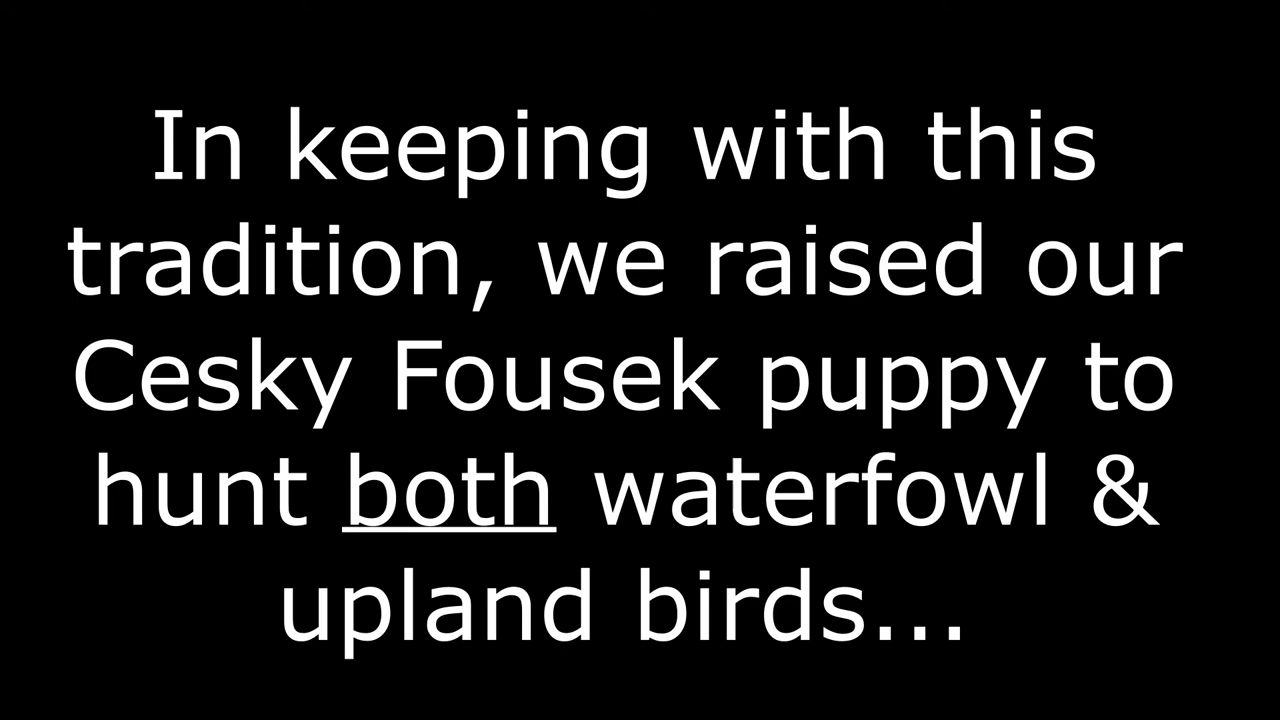 In keeping with this
tradition, we raised our
Cesky Fousek puppy to
hunt both waterfowl &
upland birds...